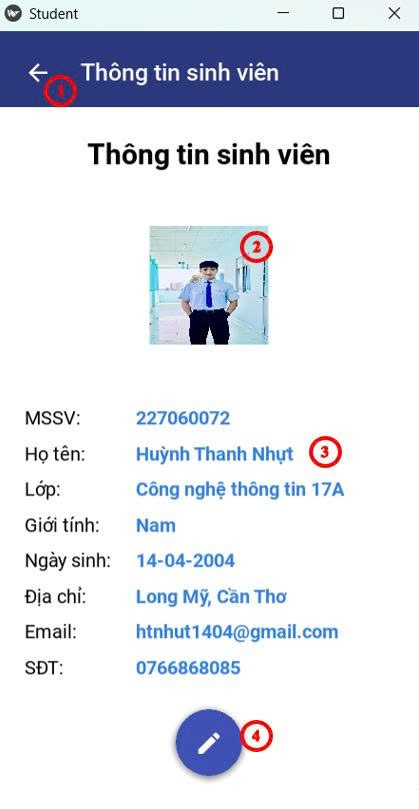 Student
Thông tin sinh viên
1
Thông tin sinh viên
2
MSSV: 227060072
Họ tên: Huỳnh Thanh Nhựt 3
Lớp: Công nghệ thông tin 17A
Giới tính: Nam
Ngày sinh: 14-04-2004
Địa chỉ: Long Mỹ, Cần Thơ
Email: htnhut1404@gmail.com
SĐT: 0766868085
4